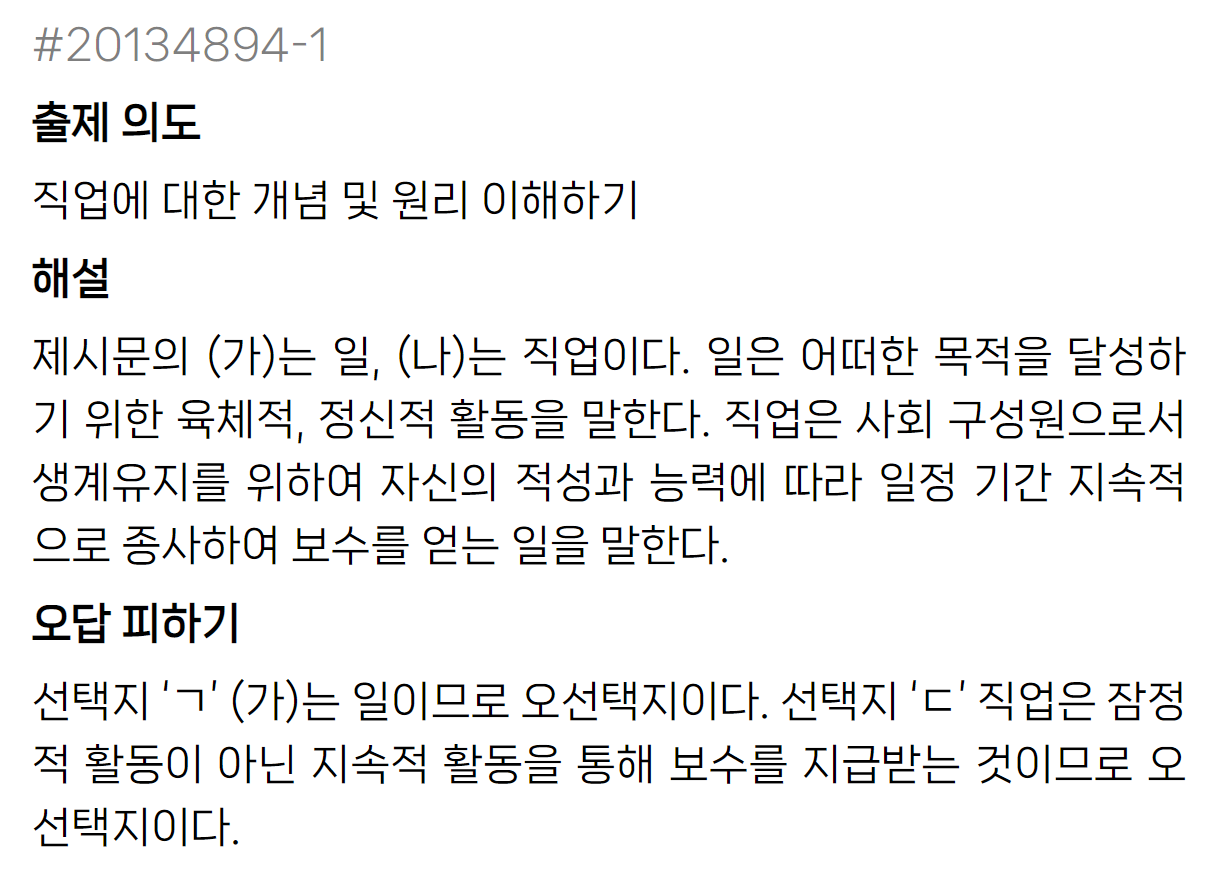 #20134894-1
출제 의도
직업에 대한 개념 및 원리 이해하기
해설
제시문의 (가)는 일, (나)는 직업이다. 일은 어떠한 목적을 달성하
기 위한 육체적, 정신적 활동을 말한다. 직업은 사회 구성원으로서
생계유지를 위하여 자신의 적성과 능력에 따라 일정 기간 지속적
으로 종사하여 보수를 얻는 일을 말한다.
오답 피하기
선택지 ‘ㄱ’ (가)는 일이므로 오선택지이다. 선택지 ‘ㄷ’ 직업은 잠정
적 활동이 아닌 지속적 활동을 통해 보수를 지급받는 것이므로 오
선택지이다.